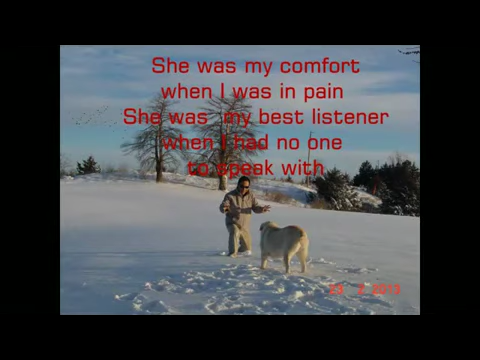 She was my comfort
when I was in pain
She was my best listener
when I had no one
to speak with
23 2 2013